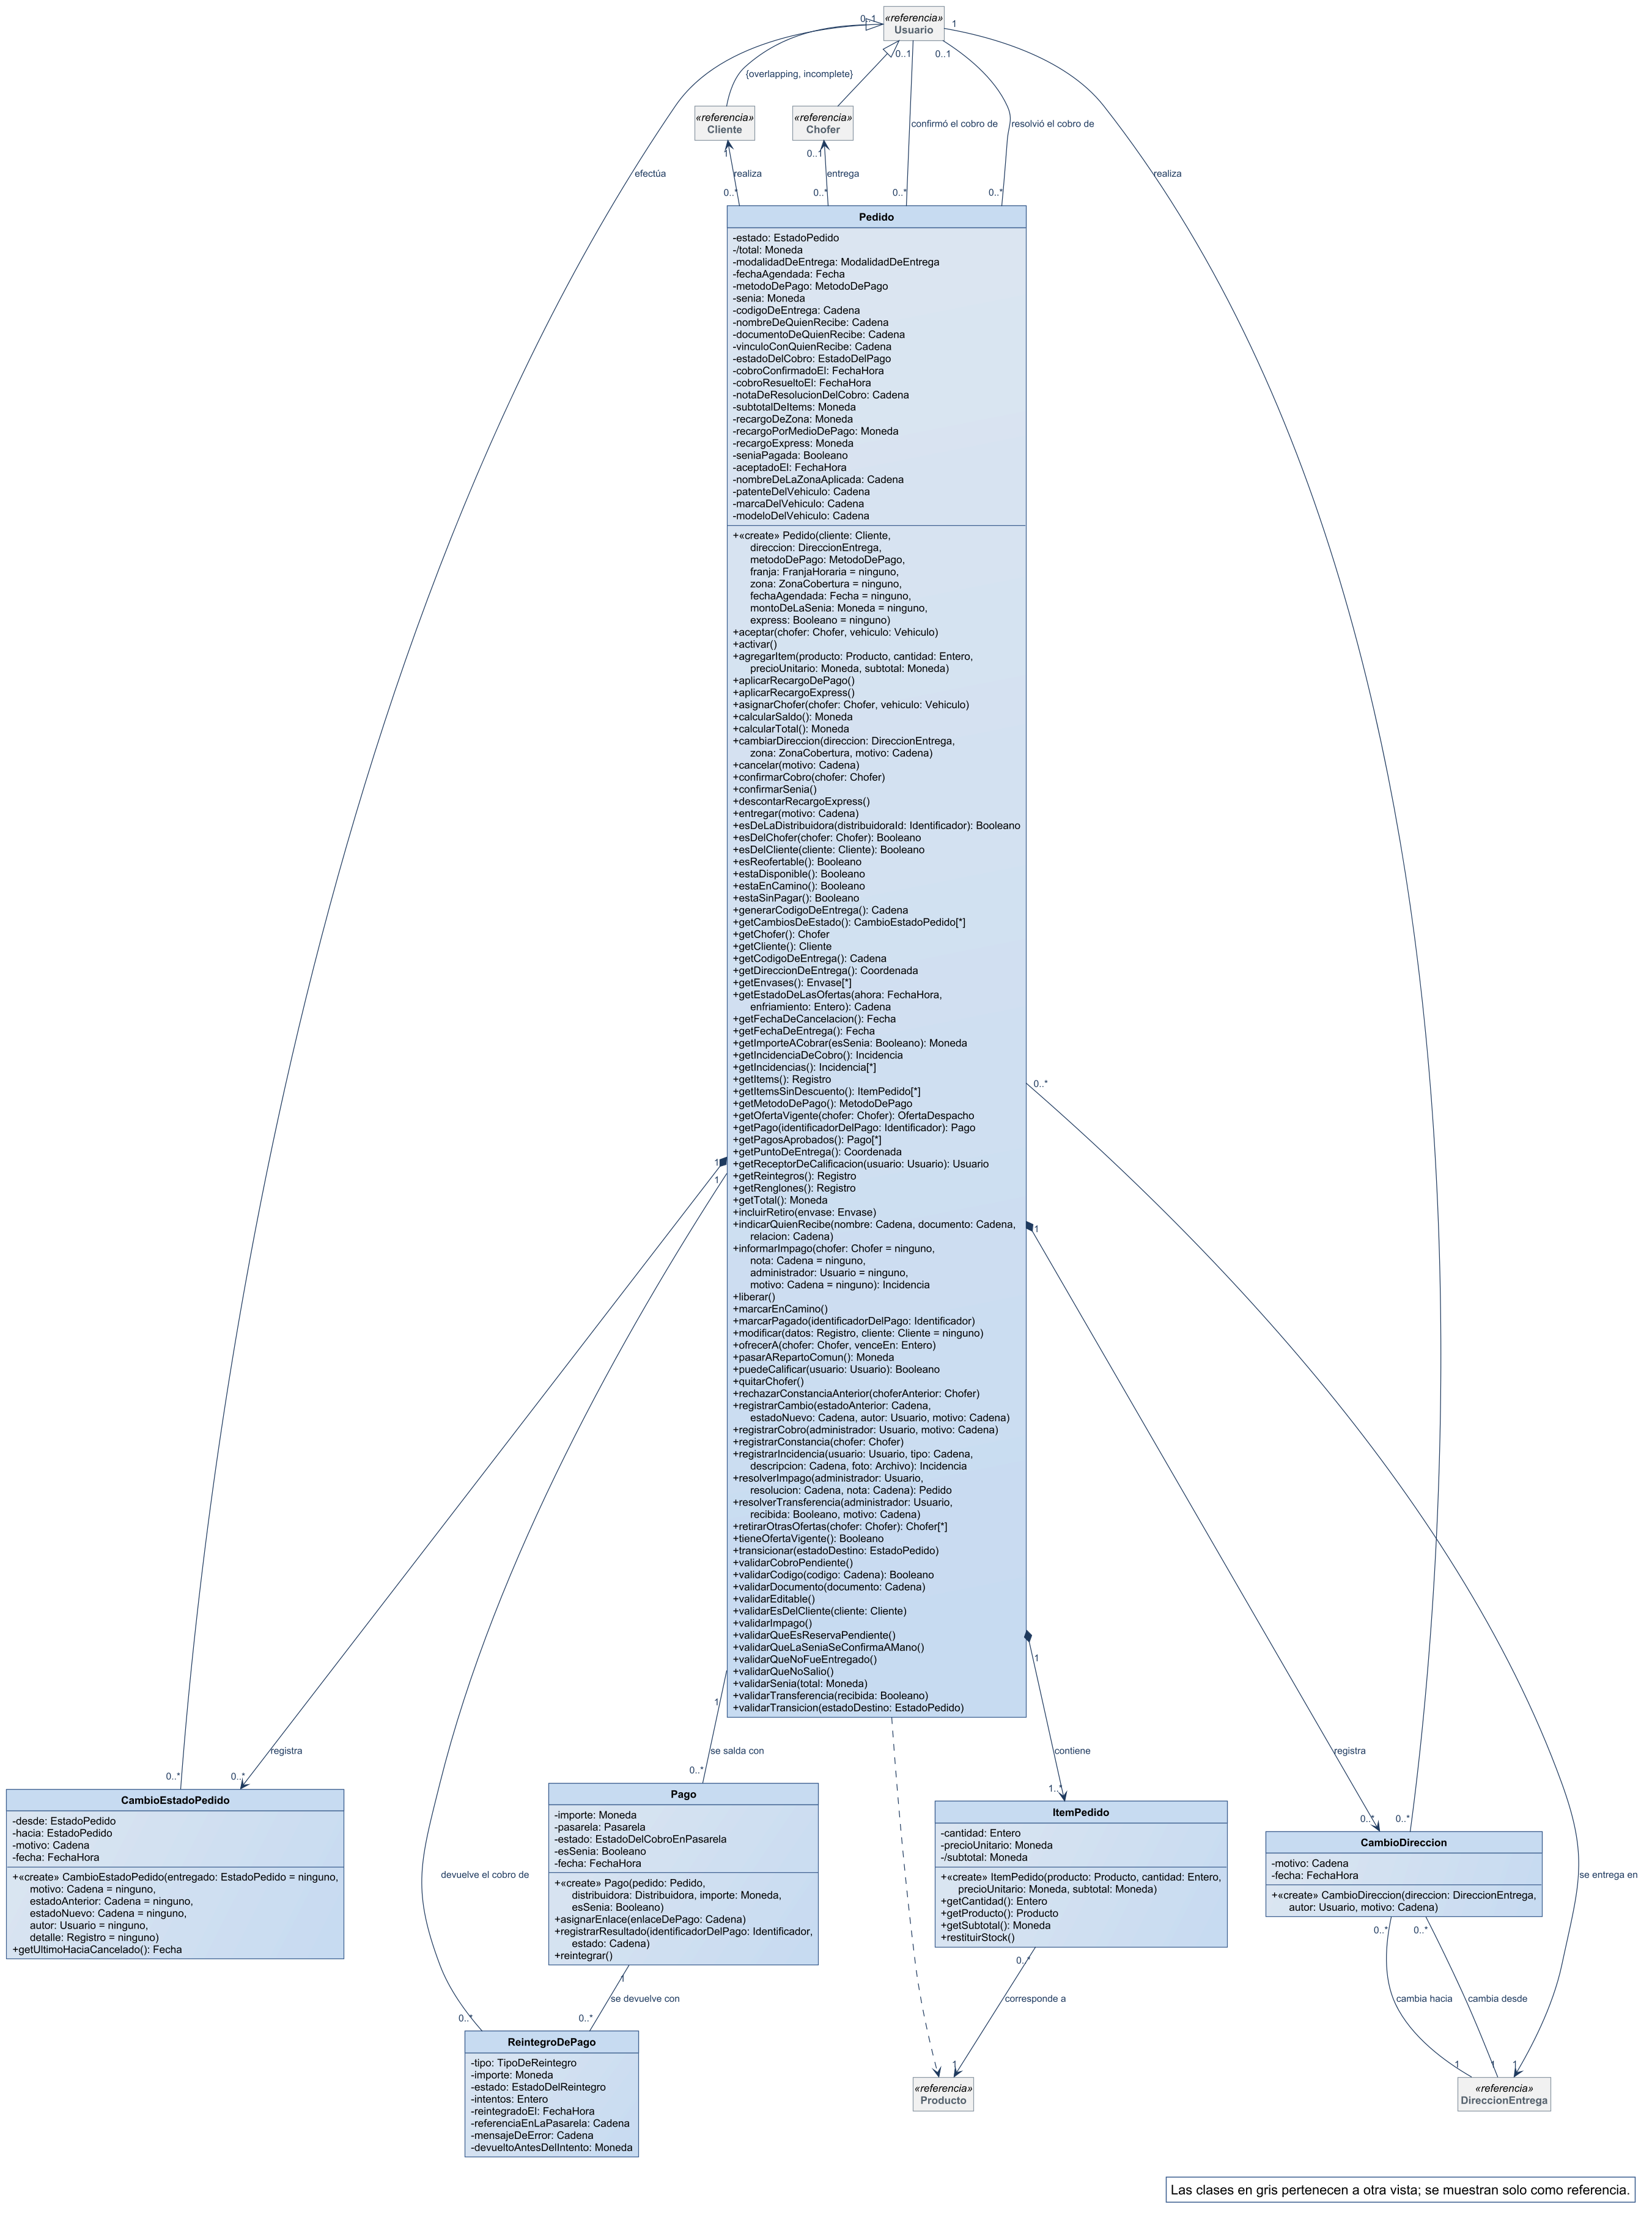 0..1
«referencia»
Usuario
1
0..1
0..1
{overlapping, incomplete}
«referencia»
Cliente
«referencia»
Chofer
confirmó el cobro de
resolvió el cobro de
1
0..1
efectúa
realiza
entrega
realiza
0..*
0..*
0..*
0..*
Pedido
-estado: EstadoPedido
-/total: Moneda
-modalidadDeEntrega: ModalidadDeEntrega
-fechaAgendada: Fecha
-metodoDePago: MetodoDePago
-senia: Moneda
-codigoDeEntrega: Cadena
-nombreDeQuienRecibe: Cadena
-documentoDeQuienRecibe: Cadena
-vinculoConQuienRecibe: Cadena
-estadoDelCobro: EstadoDelPago
-cobroConfirmadoEl: FechaHora
-cobroResueltoEl: FechaHora
-notaDeResolucionDelCobro: Cadena
-subtotalDeItems: Moneda
-recargoDeZona: Moneda
-recargoPorMedioDePago: Moneda
-recargoExpress: Moneda
-seniaPagada: Booleano
-aceptadoEl: FechaHora
-nombreDeLaZonaAplicada: Cadena
-patenteDelVehiculo: Cadena
-marcaDelVehiculo: Cadena
-modeloDelVehiculo: Cadena
+«create» Pedido(cliente: Cliente,
direccion: DireccionEntrega,
metodoDePago: MetodoDePago,
franja: FranjaHoraria = ninguno,
zona: ZonaCobertura = ninguno,
fechaAgendada: Fecha = ninguno,
montoDeLaSenia: Moneda = ninguno,
express: Booleano = ninguno)
+aceptar(chofer: Chofer, vehiculo: Vehiculo)
+activar()
+agregarItem(producto: Producto, cantidad: Entero,
precioUnitario: Moneda, subtotal: Moneda)
+aplicarRecargoDePago()
+aplicarRecargoExpress()
+asignarChofer(chofer: Chofer, vehiculo: Vehiculo)
+calcularSaldo(): Moneda
+calcularTotal(): Moneda
+cambiarDireccion(direccion: DireccionEntrega,
zona: ZonaCobertura, motivo: Cadena)
+cancelar(motivo: Cadena)
+confirmarCobro(chofer: Chofer)
+confirmarSenia()
+descontarRecargoExpress()
+entregar(motivo: Cadena)
+esDeLaDistribuidora(distribuidoraId: Identificador): Booleano
+esDelChofer(chofer: Chofer): Booleano
+esDelCliente(cliente: Cliente): Booleano
+esReofertable(): Booleano
+estaDisponible(): Booleano
+estaEnCamino(): Booleano
+estaSinPagar(): Booleano
+generarCodigoDeEntrega(): Cadena
+getCambiosDeEstado(): CambioEstadoPedido[*]
+getChofer(): Chofer
+getCliente(): Cliente
+getCodigoDeEntrega(): Cadena
+getDireccionDeEntrega(): Coordenada
+getEnvases(): Envase[*]
+getEstadoDeLasOfertas(ahora: FechaHora,
enfriamiento: Entero): Cadena
+getFechaDeCancelacion(): Fecha
+getFechaDeEntrega(): Fecha
+getImporteACobrar(esSenia: Booleano): Moneda
+getIncidenciaDeCobro(): Incidencia
+getIncidencias(): Incidencia[*]
+getItems(): Registro
+getItemsSinDescuento(): ItemPedido[*]
+getMetodoDePago(): MetodoDePago
+getOfertaVigente(chofer: Chofer): OfertaDespacho
+getPago(identificadorDelPago: Identificador): Pago
+getPagosAprobados(): Pago[*]
+getPuntoDeEntrega(): Coordenada
+getReceptorDeCalificacion(usuario: Usuario): Usuario
+getReintegros(): Registro
+getRenglones(): Registro
+getTotal(): Moneda
+incluirRetiro(envase: Envase)
+indicarQuienRecibe(nombre: Cadena, documento: Cadena,
relacion: Cadena)
+informarImpago(chofer: Chofer = ninguno,
nota: Cadena = ninguno,
administrador: Usuario = ninguno,
motivo: Cadena = ninguno): Incidencia
+liberar()
+marcarEnCamino()
+marcarPagado(identificadorDelPago: Identificador)
+modificar(datos: Registro, cliente: Cliente = ninguno)
+ofrecerA(chofer: Chofer, venceEn: Entero)
+pasarARepartoComun(): Moneda
+puedeCalificar(usuario: Usuario): Booleano
+quitarChofer()
+rechazarConstanciaAnterior(choferAnterior: Chofer)
+registrarCambio(estadoAnterior: Cadena,
estadoNuevo: Cadena, autor: Usuario, motivo: Cadena)
+registrarCobro(administrador: Usuario, motivo: Cadena)
+registrarConstancia(chofer: Chofer)
+registrarIncidencia(usuario: Usuario, tipo: Cadena,
descripcion: Cadena, foto: Archivo): Incidencia
+resolverImpago(administrador: Usuario,
resolucion: Cadena, nota: Cadena): Pedido
+resolverTransferencia(administrador: Usuario,
recibida: Booleano, motivo: Cadena)
+retirarOtrasOfertas(chofer: Chofer): Chofer[*]
+tieneOfertaVigente(): Booleano
+transicionar(estadoDestino: EstadoPedido)
+validarCobroPendiente()
+validarCodigo(codigo: Cadena): Booleano
+validarDocumento(documento: Cadena)
+validarEditable()
+validarEsDelCliente(cliente: Cliente)
+validarImpago()
+validarQueEsReservaPendiente()
+validarQueLaSeniaSeConfirmaAMano()
+validarQueNoFueEntregado()
+validarQueNoSalio()
+validarSenia(total: Moneda)
+validarTransferencia(recibida: Booleano)
+validarTransicion(estadoDestino: EstadoPedido)
0..*
1
1
1
1
1
registra
se salda con
contiene
registra
0..*
0..*
0..*
1..*
0..*
0..*
CambioEstadoPedido
-desde: EstadoPedido
-hacia: EstadoPedido
-motivo: Cadena
-fecha: FechaHora
+«create» CambioEstadoPedido(entregado: EstadoPedido = ninguno,
motivo: Cadena = ninguno,
estadoAnterior: Cadena = ninguno,
estadoNuevo: Cadena = ninguno,
autor: Usuario = ninguno,
detalle: Registro = ninguno)
+getUltimoHaciaCancelado(): Fecha
devuelve el cobro de
Pago
-importe: Moneda
-pasarela: Pasarela
-estado: EstadoDelCobroEnPasarela
-esSenia: Booleano
-fecha: FechaHora
+«create» Pago(pedido: Pedido,
distribuidora: Distribuidora, importe: Moneda,
esSenia: Booleano)
+asignarEnlace(enlaceDePago: Cadena)
+registrarResultado(identificadorDelPago: Identificador,
estado: Cadena)
+reintegrar()
ItemPedido
-cantidad: Entero
-precioUnitario: Moneda
-/subtotal: Moneda
+«create» ItemPedido(producto: Producto, cantidad: Entero,
precioUnitario: Moneda, subtotal: Moneda)
+getCantidad(): Entero
+getProducto(): Producto
+getSubtotal(): Moneda
+restituirStock()
CambioDireccion
-motivo: Cadena
-fecha: FechaHora
+«create» CambioDireccion(direccion: DireccionEntrega,
autor: Usuario, motivo: Cadena)
se entrega en
0..*
0..*
1
0..*
se devuelve con
corresponde a
cambia hacia
cambia desde
0..*
0..*
1
1
1
1
ReintegroDePago
-tipo: TipoDeReintegro
-importe: Moneda
-estado: EstadoDelReintegro
-intentos: Entero
-reintegradoEl: FechaHora
-referenciaEnLaPasarela: Cadena
-mensajeDeError: Cadena
-devueltoAntesDelIntento: Moneda
«referencia»
Producto
«referencia»
DireccionEntrega
Las clases en gris pertenecen a otra vista; se muestran solo como referencia.